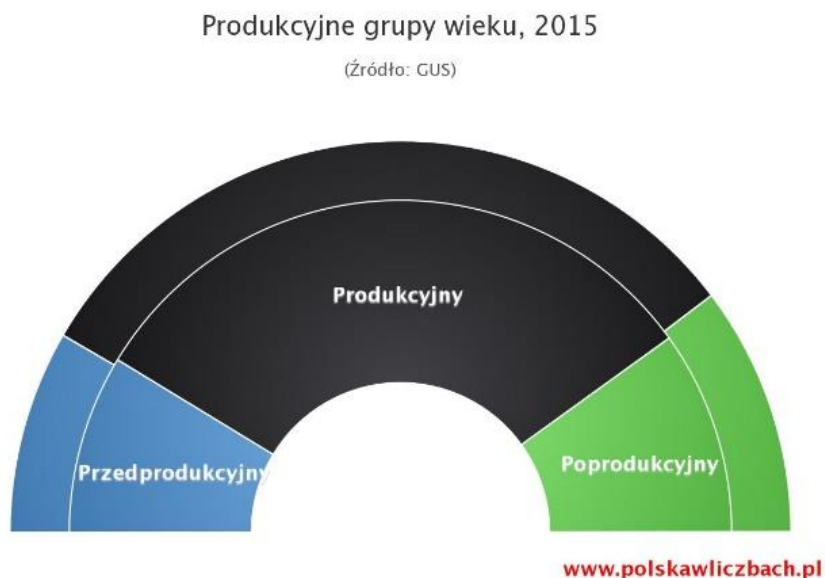 Produkcyjne grupy wieku, 2015
(Źródło: GUS)
Produkcyjny
Przedprodukcyjny
Poprodukcyjny
www.polskawliczbach.pl